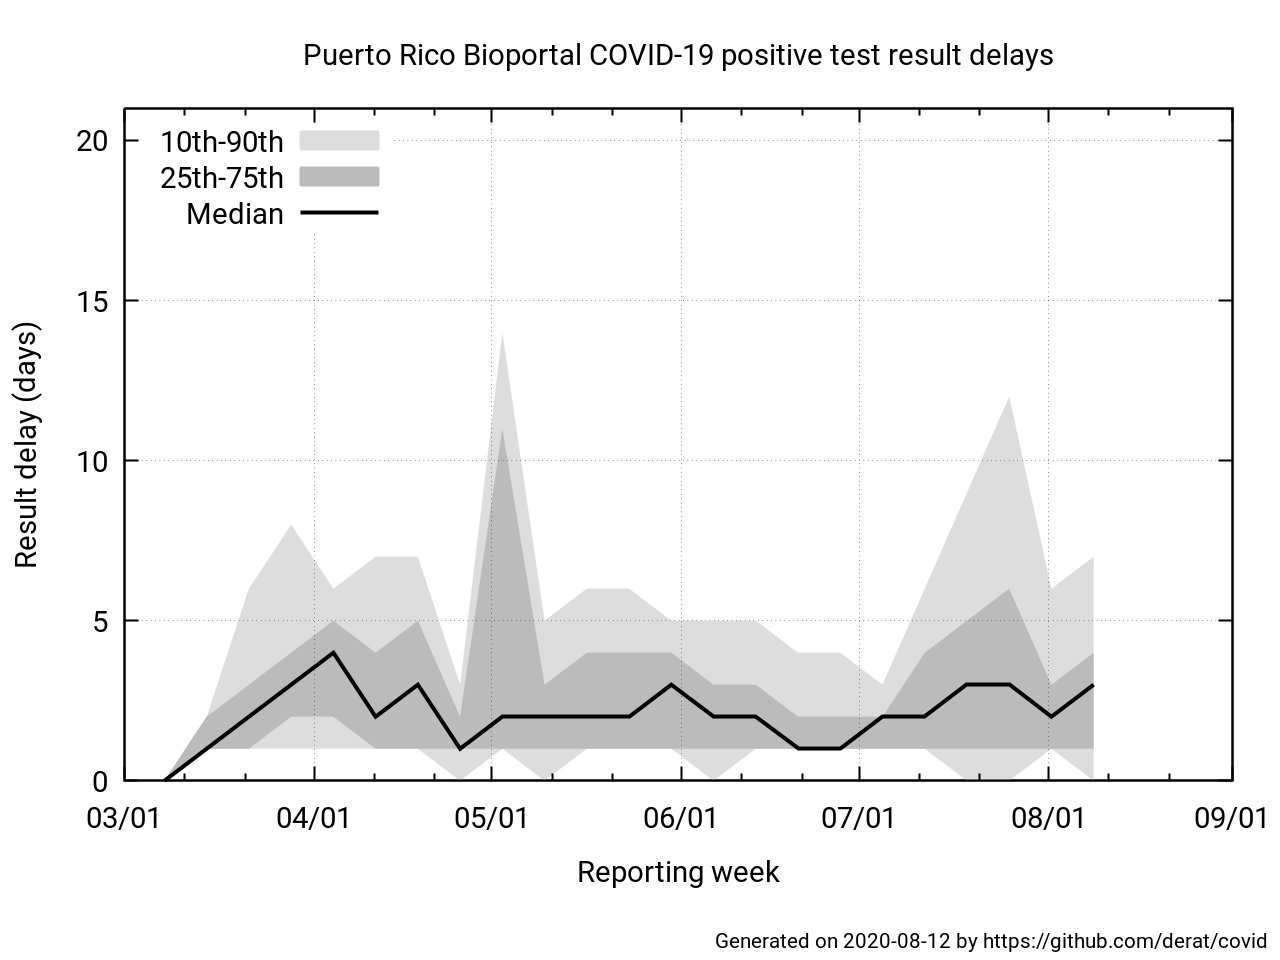 Puerto Rico Bioportal COVID-19 positive test result delays
10th-90th
25th-75th
Median
20
15
10
5
0
Result delay (days)
03/01 04/01 05/01 06/01 07/01 08/01 09/01
Reporting week
Generated on 2020-08-12 by https://github.com/derat/covid